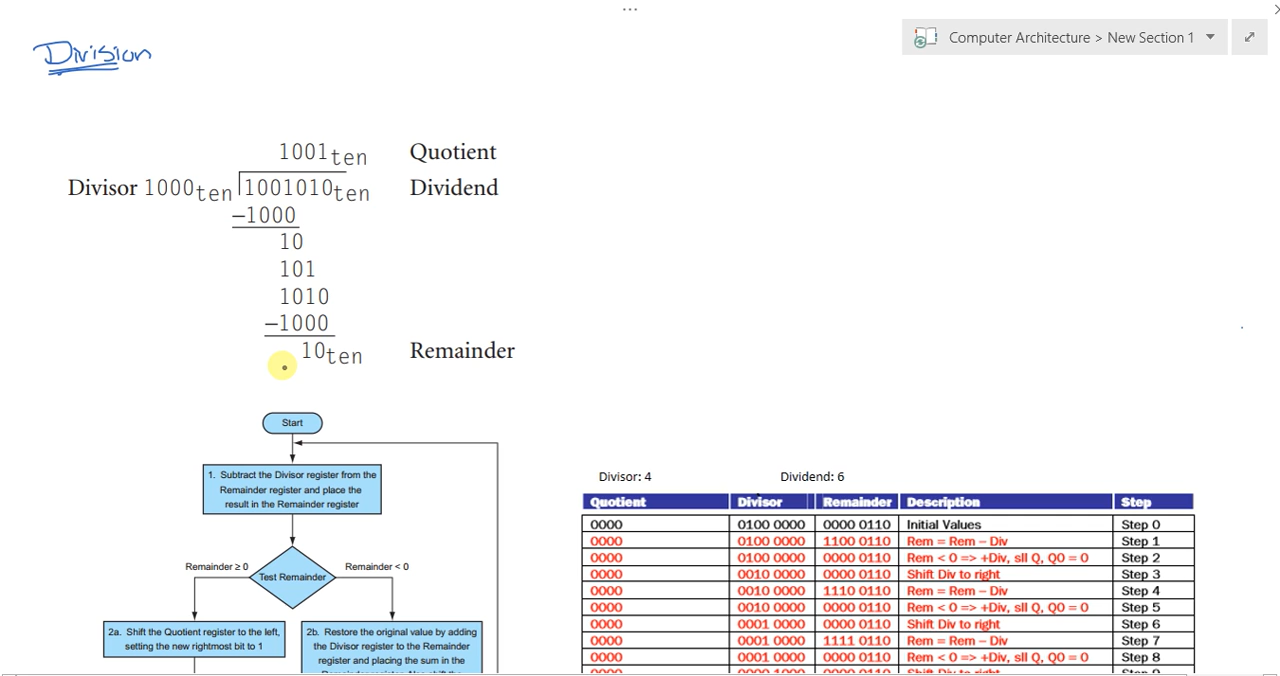 ...
Computer Architecture > New Section 1
Division
1001ten Quotient
Divisor 1000ten 1001010ten Dividend
–1000
10
101
1010
–1000
10ten Remainder
Start
1. Subtract the Divisor register from the
Remainder register and place the
result in the Remainder register
Remainder ≥ 0
Test Remainder
Remainder < 0
2a. Shift the Quotient register to the left,
setting the new rightmost bit to 1
2b. Restore the original value by adding
the Divisor register to the Remainder
register and placing the sum in the
Divisor: 4 Dividend: 6
Quotient Divisor Remainder Description Step
0000 0100 0000 0000 0110 Initial Values Step 0
0000 0100 0000 1100 0110 Rem = Rem – Div Step 1
0000 0100 0000 0000 0110 Rem < 0 => +Div, sll Q, Q0 = 0 Step 2
0000 0010 0000 0000 0110 Shift Div to right Step 3
0000 0010 0000 1110 0110 Rem = Rem – Div Step 4
0000 0010 0000 0000 0110 Rem < 0 => +Div, sll Q, Q0 = 0 Step 5
0000 0001 0000 0000 0110 Shift Div to right Step 6
0000 0001 0000 1111 0110 Rem = Rem – Div Step 7
0000 0001 0000 0000 0110 Rem < 0 => +Div, sll Q, Q0 = 0 Step 8